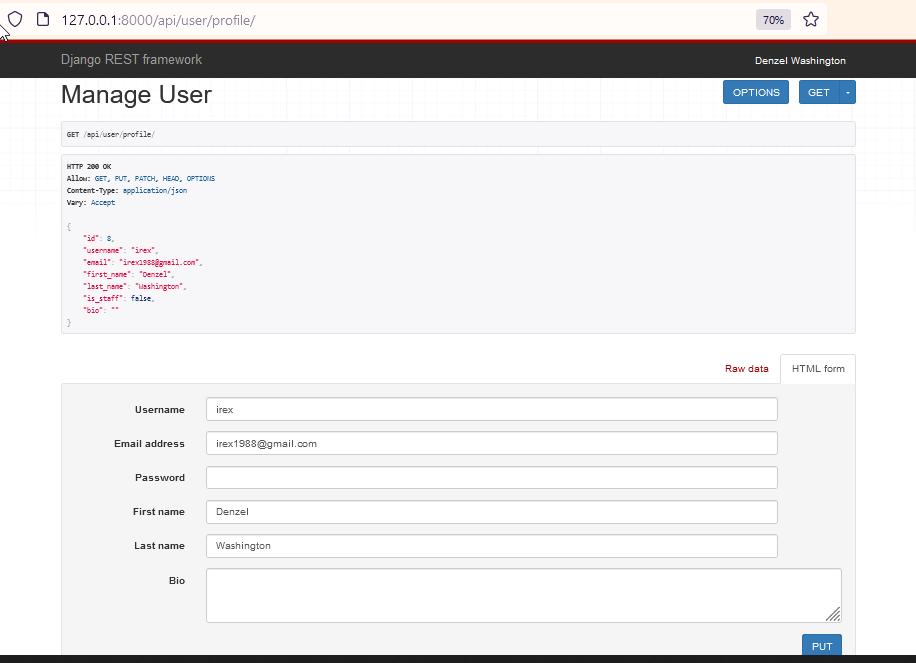 127.0.0.1:8000/api/user/profile/ 70%
Django REST framework Denzel Washington
Manage User OPTIONS GET
GET /api/user/profile/
HTTP 200 OK
Allow: GET, PUT, PATCH, HEAD, OPTIONS
Content-Type: application/json
Vary: Accept
{
"id": 8,
"username": "irex",
"email": "irex1988@gmail.com",
"first_name": "Denzel",
"last_name": "Washington",
"is_staff": false,
"bio": ""
}
Raw data HTML form
Username irex
Email address irex1988@gmail.com
Password
First name Denzel
Last name Washington
Bio
PUT